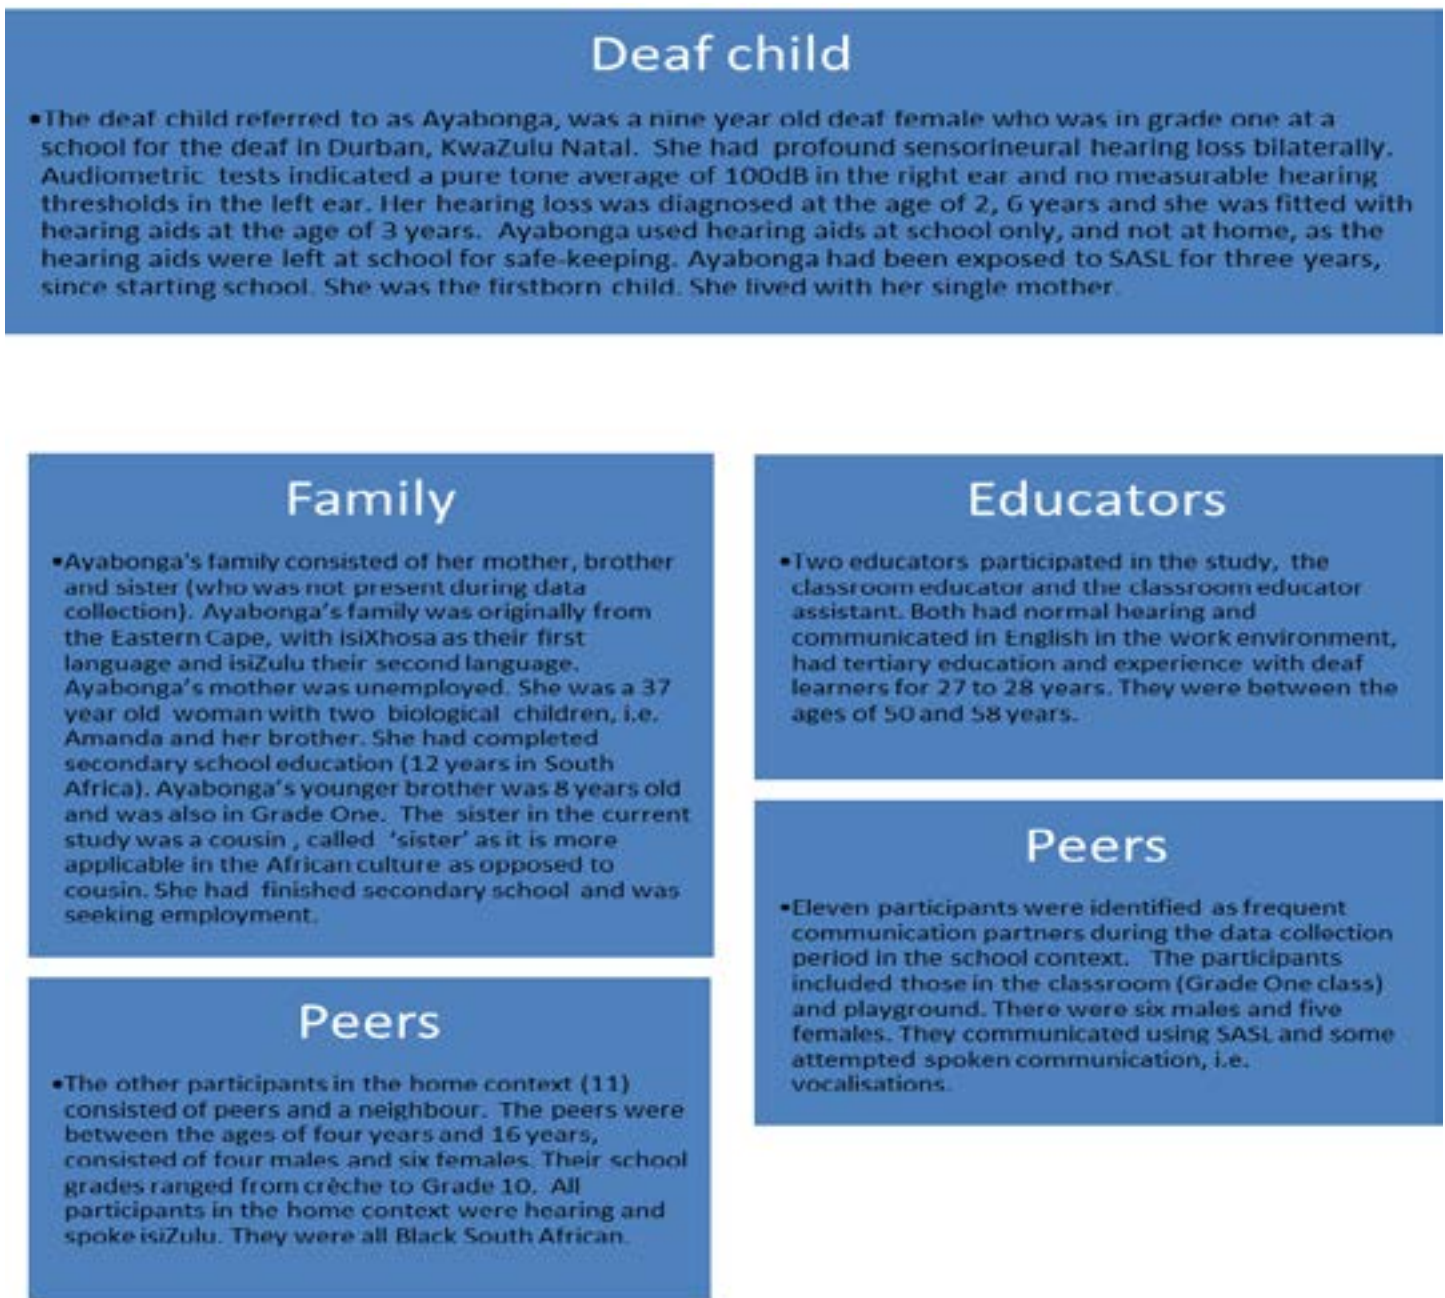 Deaf child
•The deaf child referred to as Ayabonga, was a nine year old deaf female who was in grade one at a
school for the deaf in Durban, KwaZulu Natal. She had profound sensorineural hearing loss bilaterally.
Audiometric tests indicated a pure tone average of 100dB in the right ear and no measurable hearing
thresholds in the left ear. Her hearing loss was diagnosed at the age of 2, 6 years and she was fitted with
hearing aids at the age of 3 years. Ayabonga used hearing aids at school only, and not at home, as the
hearing aids were left at school for safe-keeping. Ayabonga had been exposed to SASL for three years,
since starting school. She was the firstborn child. She lived with her single mother.
Family
•Ayabonga's family consisted of her mother, brother
and sister (who was not present during data
collection). Ayabonga's family was originally from
the Eastern Cape, with isiXhosa as their first
language and isiZulu their second language.
Ayabonga's mother was unemployed. She was a 37
year old woman with two biological children, i.e.
Amanda and her brother. She had completed
secondary school education (12 years in South
Africa). Ayabonga's younger brother was 8 years old
and was also in Grade One. The sister in the current
study was a cousin , called 'sister' as it is more
applicable in the African culture as opposed to
cousin. She had finished secondary school and was
seeking employment.
Peers
•The other participants in the home context (11)
consisted of peers and a neighbour. The peers were
between the ages of four years and 16 years,
consisted of four males and six females. Their school
grades ranged from crèche to Grade 10. All
participants in the home context were hearing and
spoke isiZulu. They were all Black South African.
Educators
•Two educators participated in the study, the
classroom educator and the classroom educator
assistant. Both had normal hearing and
communicated in English in the work environment,
had tertiary education and experience with deaf
learners for 27 to 28 years. They were between the
ages of 50 and 58 years.
Peers
•Eleven participants were identified as frequent
communication partners during the data collection
period in the school context. The participants
included those in the classroom (Grade One class)
and playground. There were six males and five
females. They communicated using SASL and some
attempted spoken communication, i.e.
vocalisations.